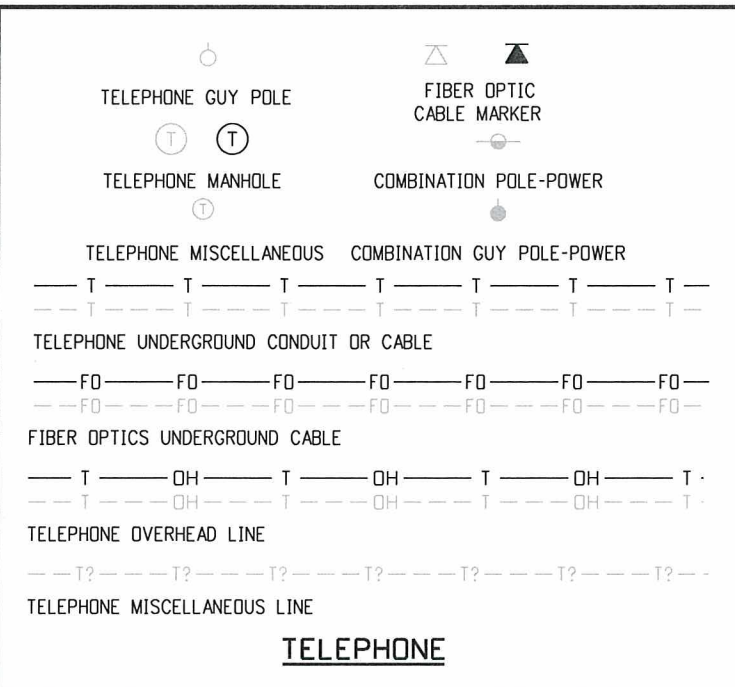 TELEPHONE GUY POLE
FIBER OPTIC
CABLE MARKER
T T
TELEPHONE MANHOLE
COMBINATION POLE-POWER
T
TELEPHONE MISCELLANEOUS
COMBINATION GUY POLE-POWER
T T T T T T T
T T T T T T T
TELEPHONE UNDERGROUND CONDUIT OR CABLE
FO FO FO FO FO FO FO
FO FO FO FO FO FO FO
FIBER OPTICS UNDERGROUND CABLE
T OH T OH T OH T
T OH T OH T OH T
TELEPHONE OVERHEAD LINE
T? T? T? T? T? T? T?
TELEPHONE MISCELLANEOUS LINE
TELEPHONE